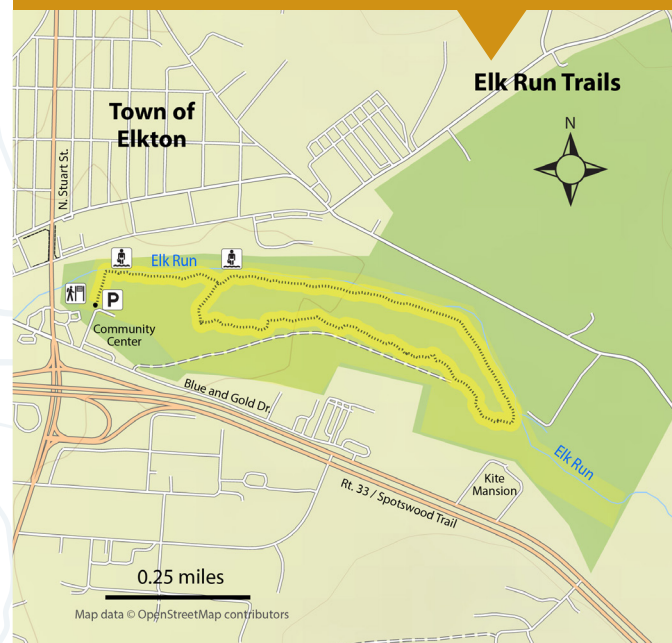 Elk Run Trails
Town of
Elkton
N
N. Stuart St.
Elk Run
P
Community
Center
Blue and Gold Dr.
Elk Run
Kite
Mansion
Rt. 33 / Spotswood Trail
0.25 miles
Map data © OpenStreetMap contributors